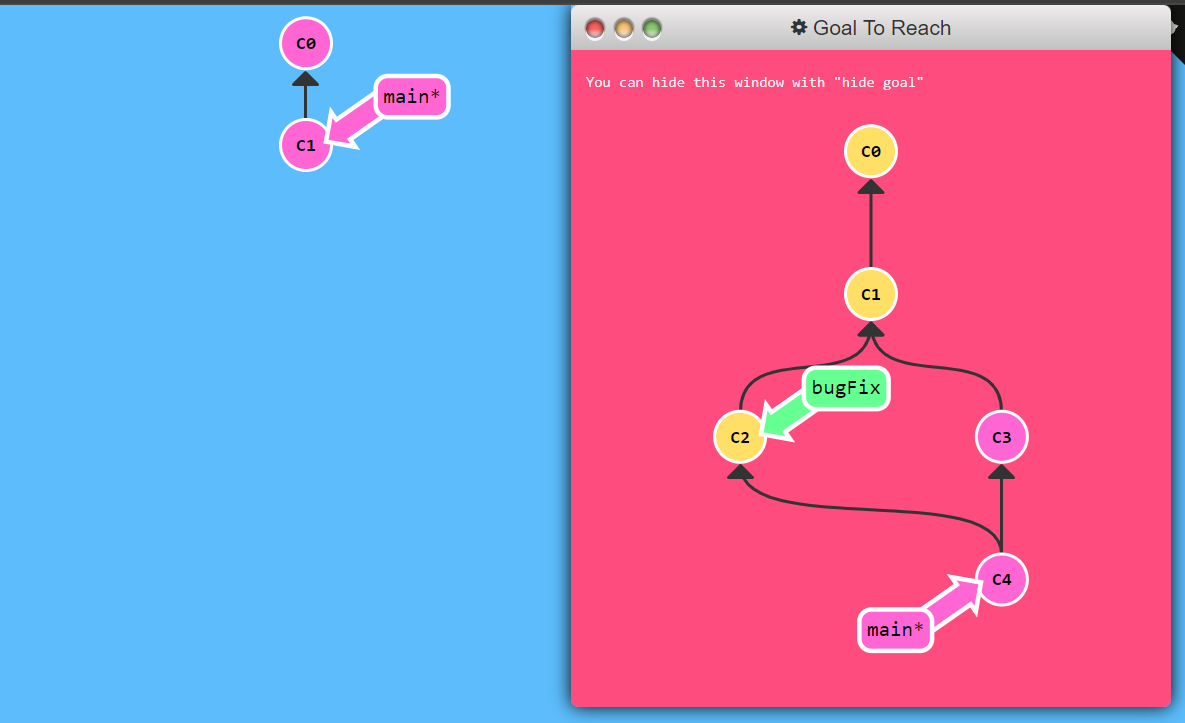 C0
main*
C1
Goal To Reach
You can hide this window with "hide goal"
C0
C1
bugFix
C2
C3
C4
main*